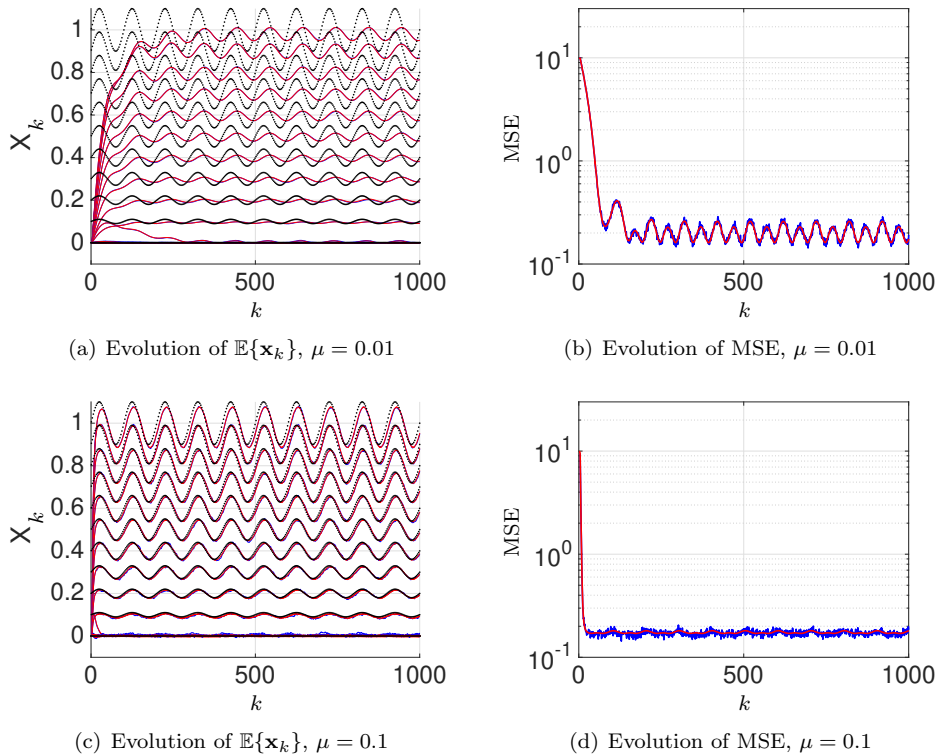 1
0.8
0.6
0.4
0.2
0
X_k
0 500 1000
k
(a) Evolution of 𝔼{𝐱_k}, μ = 0.01
10^1
10^0
10^{-1}
MSE
0 500 1000
k
(b) Evolution of MSE, μ = 0.01
1
0.8
0.6
0.4
0.2
0
X_k
0 500 1000
k
(c) Evolution of 𝔼{𝐱_k}, μ = 0.1
10^1
10^0
10^{-1}
MSE
0 500 1000
k
(d) Evolution of MSE, μ = 0.1